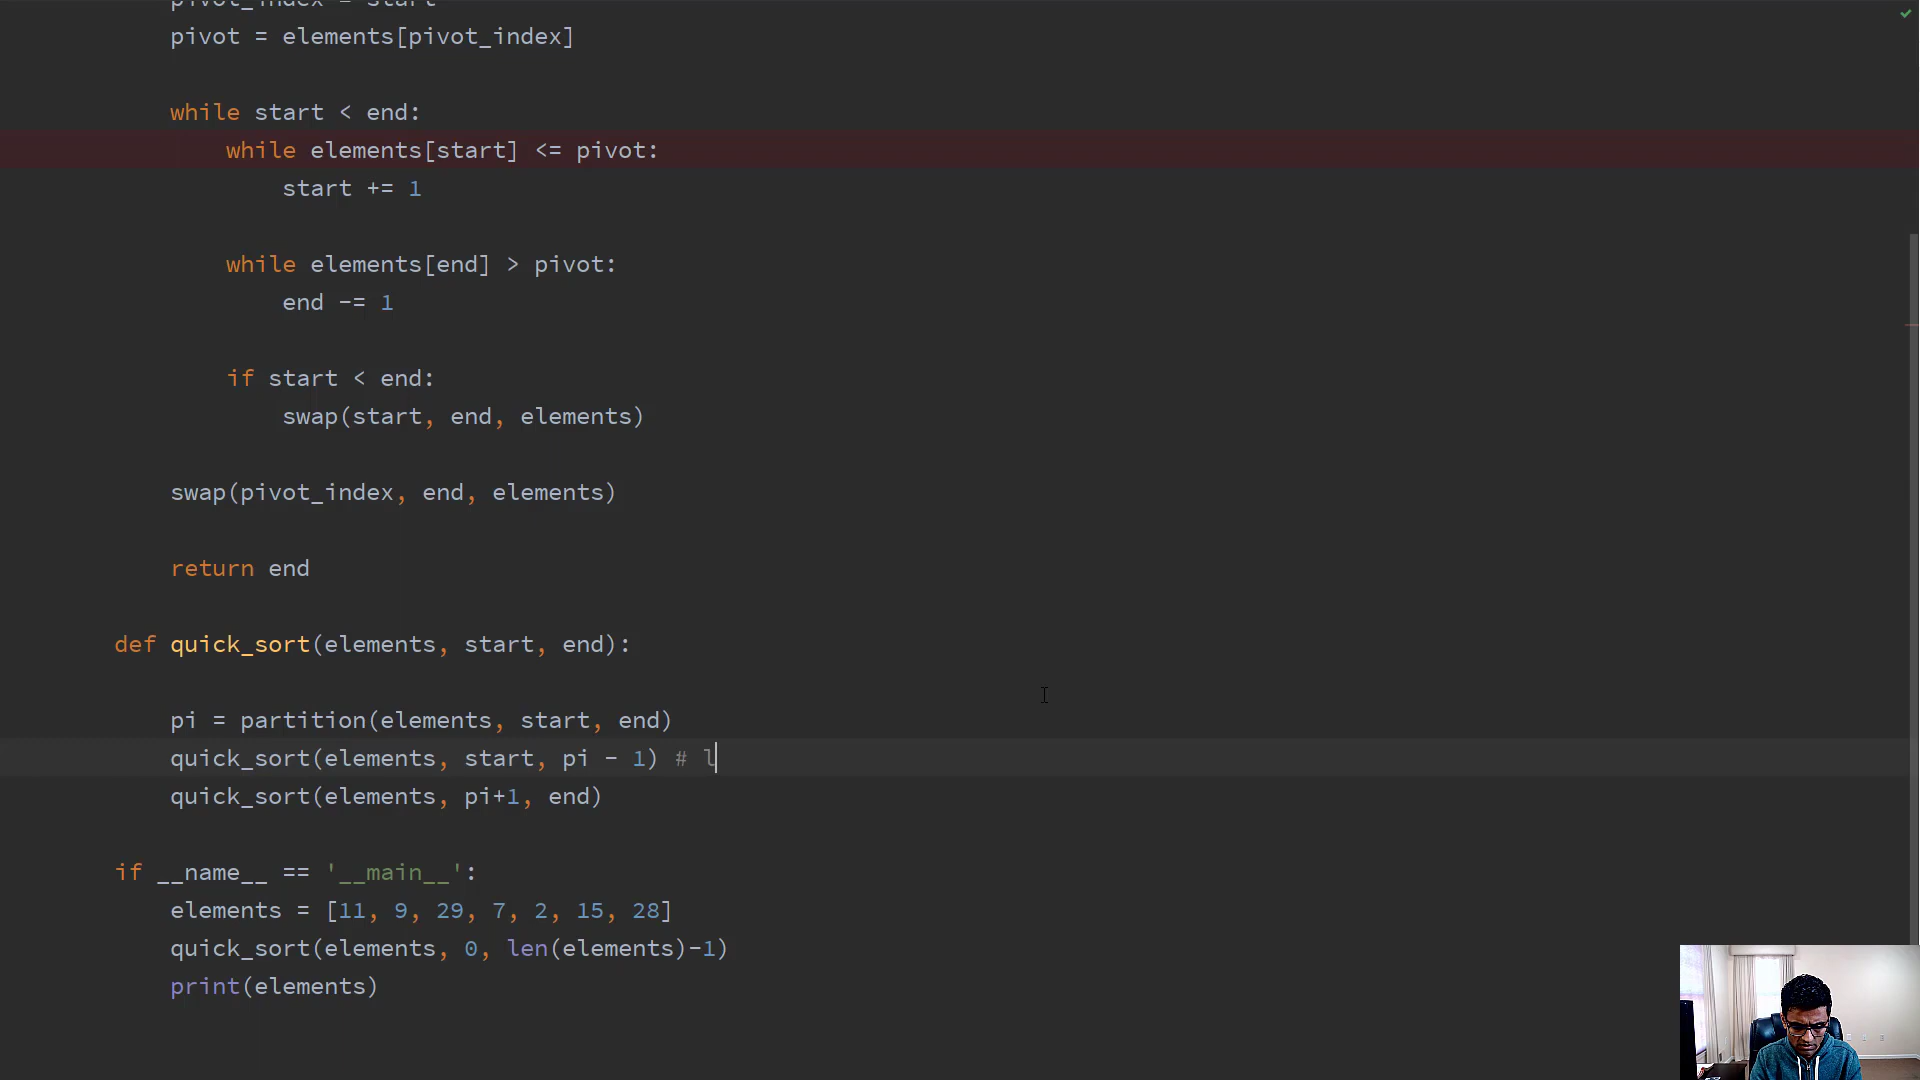 pivot_index = start
pivot = elements[pivot_index]
while start < end:
while elements[start] <= pivot:
start += 1
while elements[end] > pivot:
end -= 1
if start < end:
swap(start, end, elements)
swap(pivot_index, end, elements)
return end
def quick_sort(elements, start, end):
pi = partition(elements, start, end)
quick_sort(elements, start, pi - 1) # l
quick_sort(elements, pi+1, end)
if __name__ == '__main__':
elements = [11, 9, 29, 7, 2, 15, 28]
quick_sort(elements, 0, len(elements)-1)
print(elements)